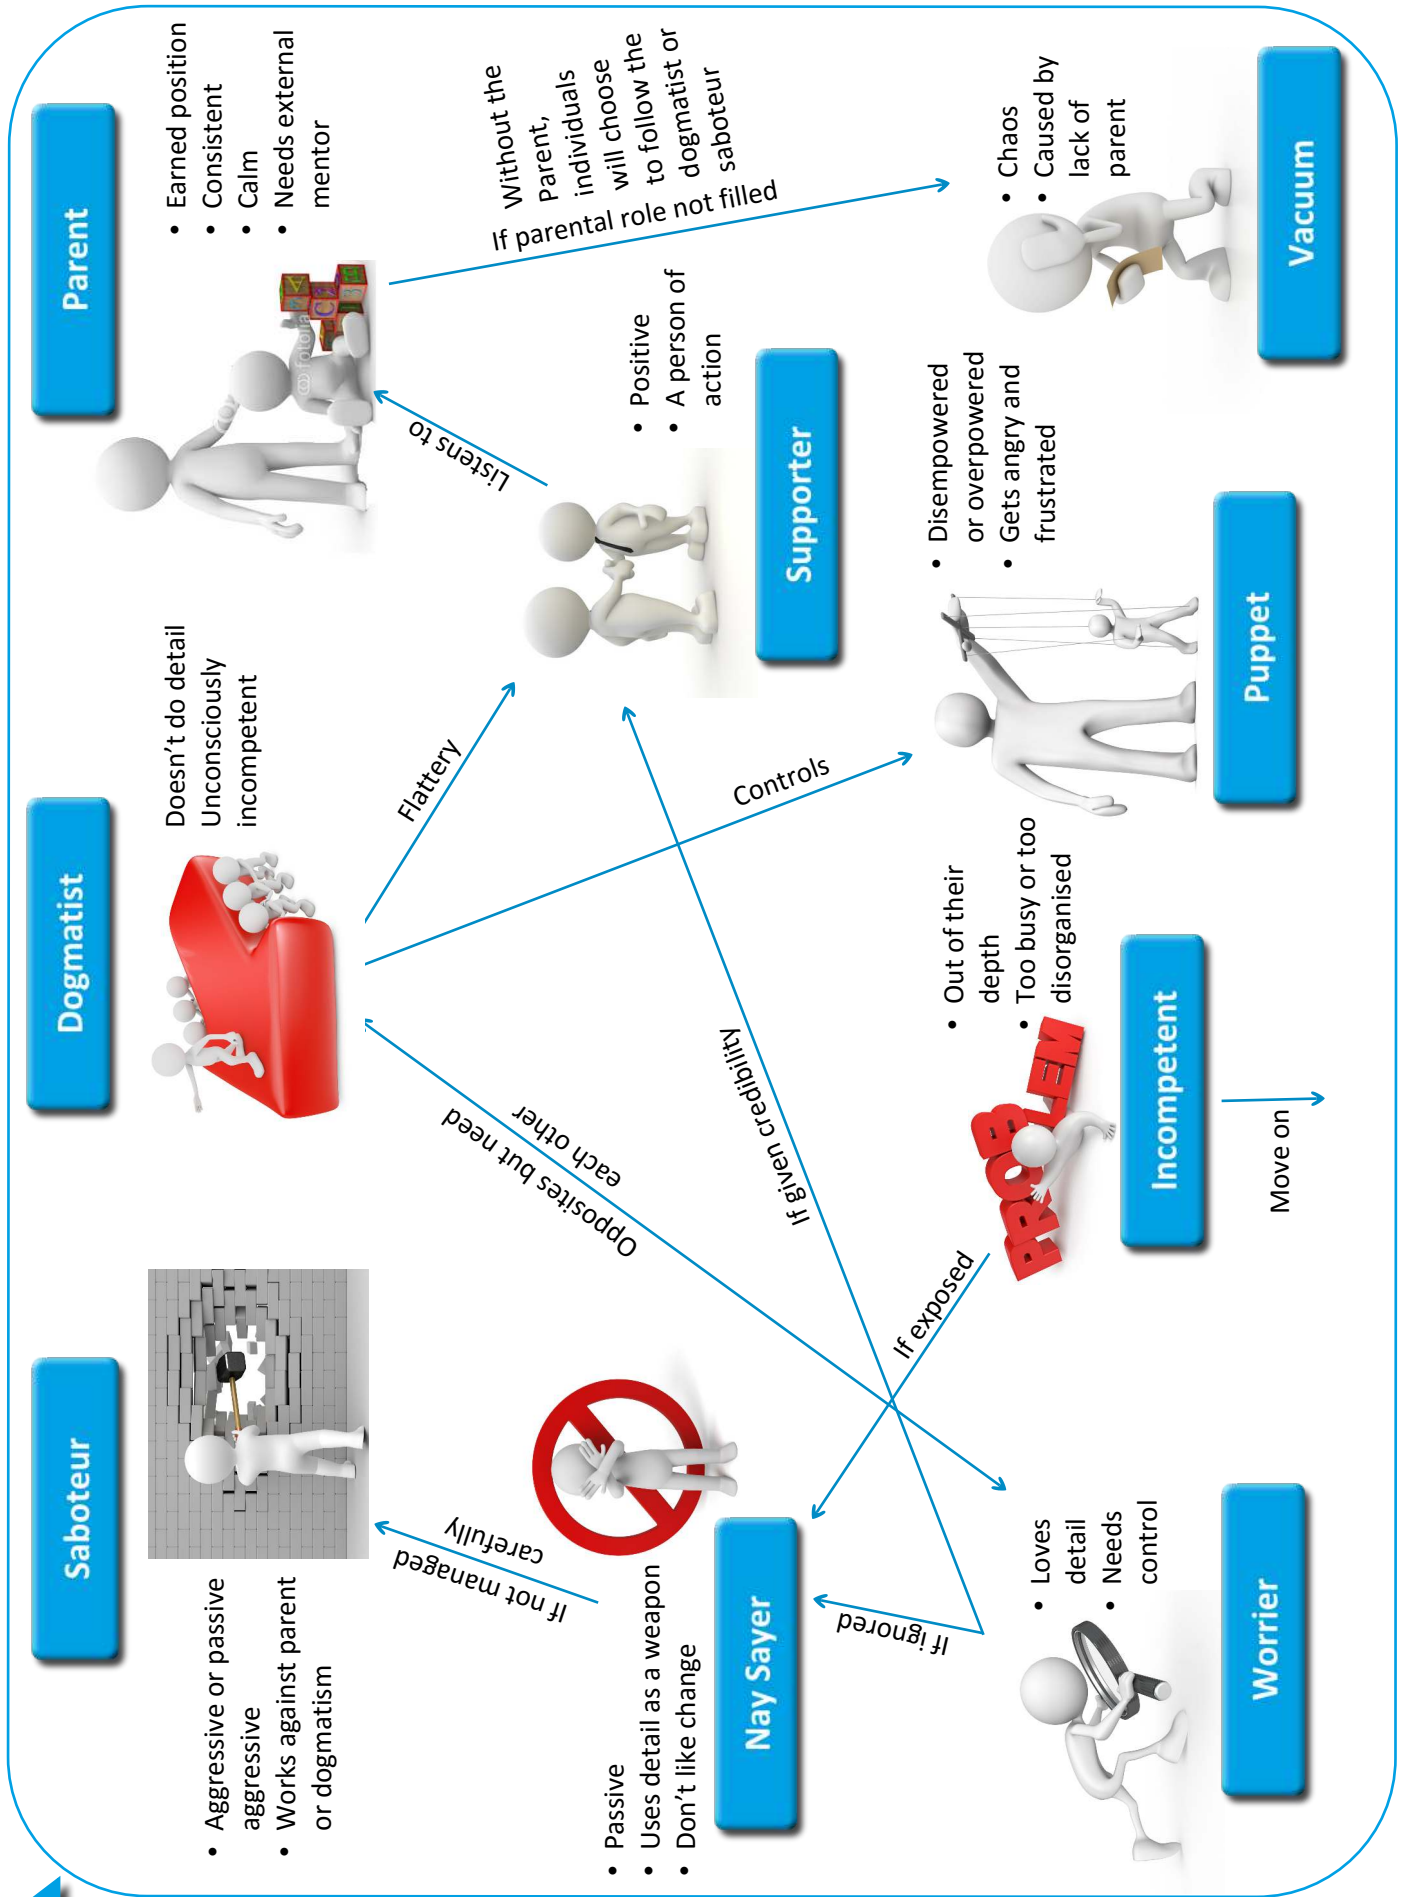 Saboteur
Dogmatist
Parent
• Aggressive or passive
aggressive
• Works against parent
or dogmatism
Doesn't do detail
Unconsciously
incompetent
• Earned position
• Consistent
• Calm
• Needs external
mentor
fotolia
If not managed
carefully
Opposites but need
each other
Flattery
Listens to
Without the
Parent,
individuals
will choose
to follow the
dogmatist or
saboteur
If parental role not filled
• Passive
• Uses detail as a weapon
• Don't like change
Nay Sayer
• Positive
• A person of
action
Supporter
If ignored
If exposed
If given credibility
Controls
• Loves
detail
• Needs
control
Worrier
PROBLEM
• Out of their
depth
• Too busy or too
disorganised
Incompetent
Move on
• Disempowered
or overpowered
• Gets angry and
frustrated
Puppet
• Chaos
• Caused by
lack of
parent
Vacuum